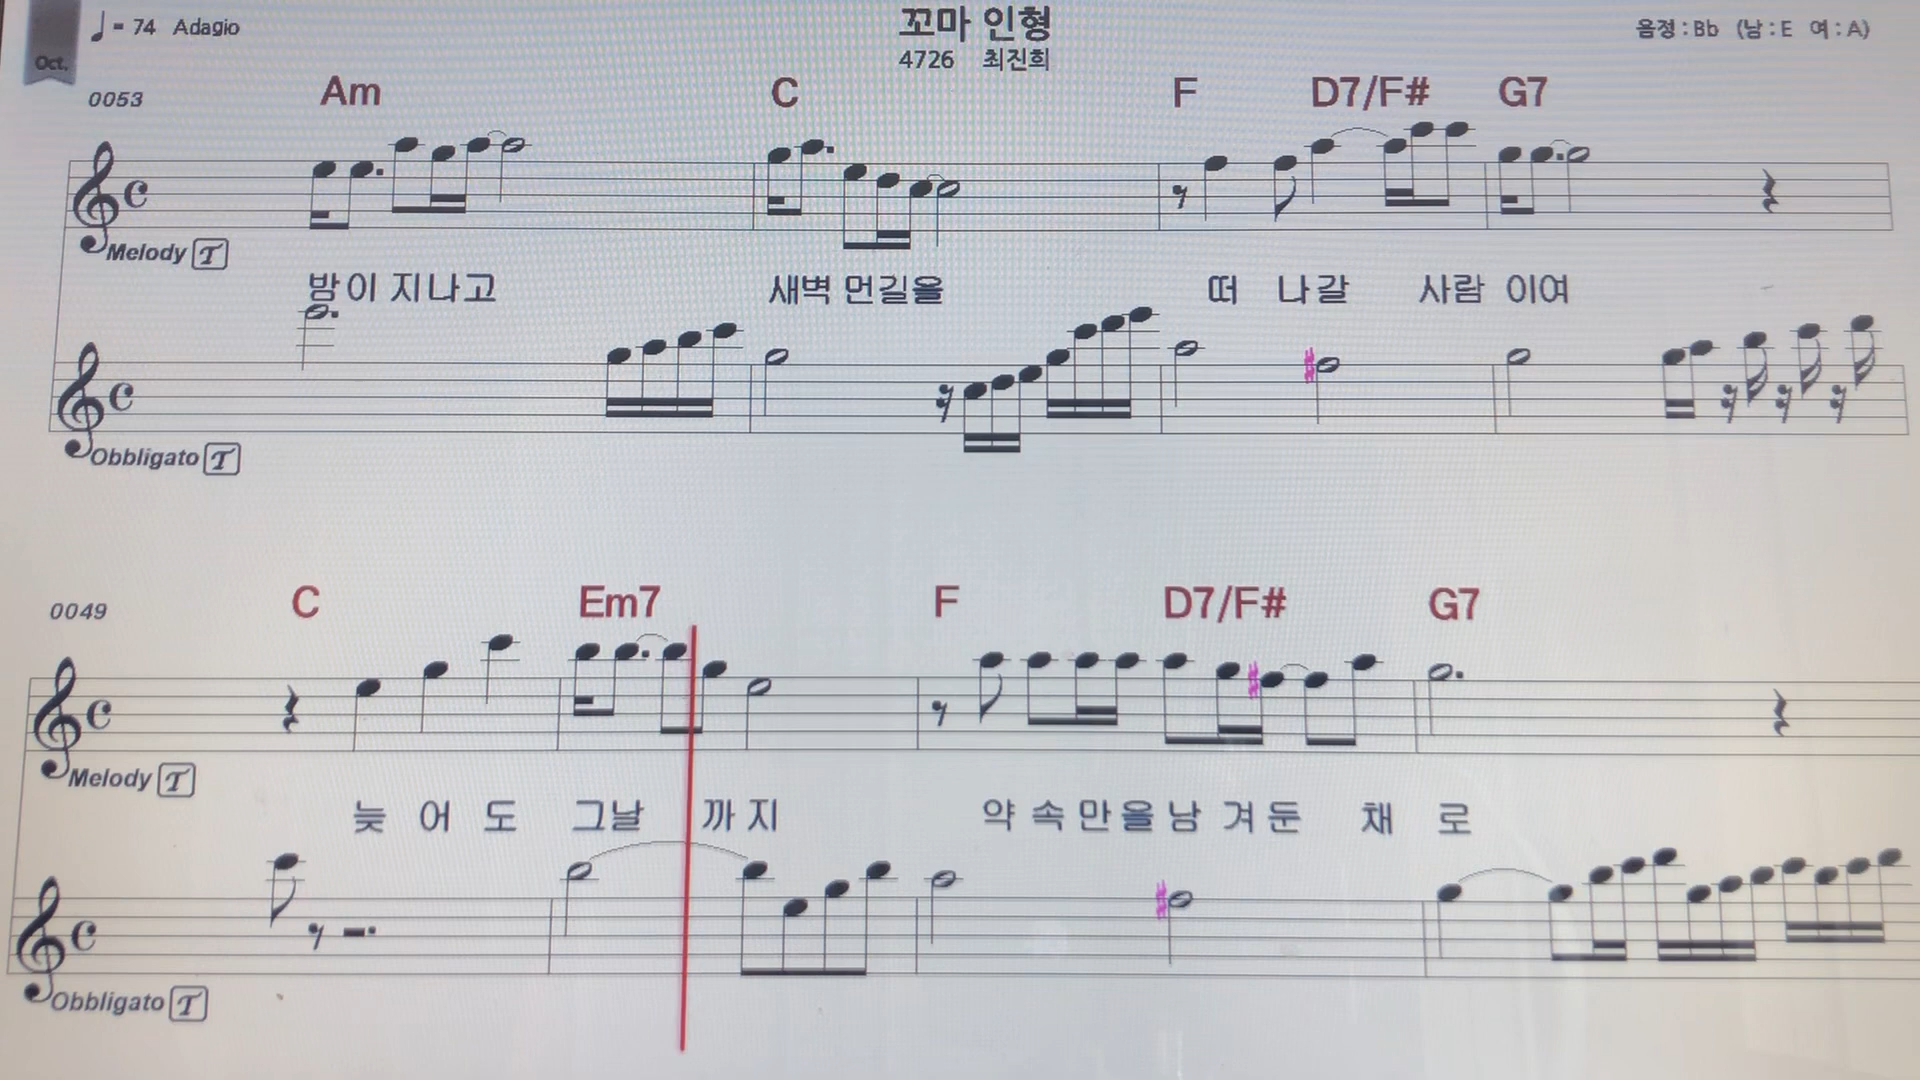 ♩= 74 Adagio
꼬마 인형
음정 : Bb (남 : E 여 : A)
Oct.
4726 최진희
0053 Am C F D7/F# G7
Melody T
밤이 지나고 새벽 먼길을 떠 나갈 사람 이여
Obbligato T
0049 C Em7 F D7/F# G7
Melody T
늦 어 도 그날 까지 약 속 만 을 남 겨 둔 채 로
Obbligato T